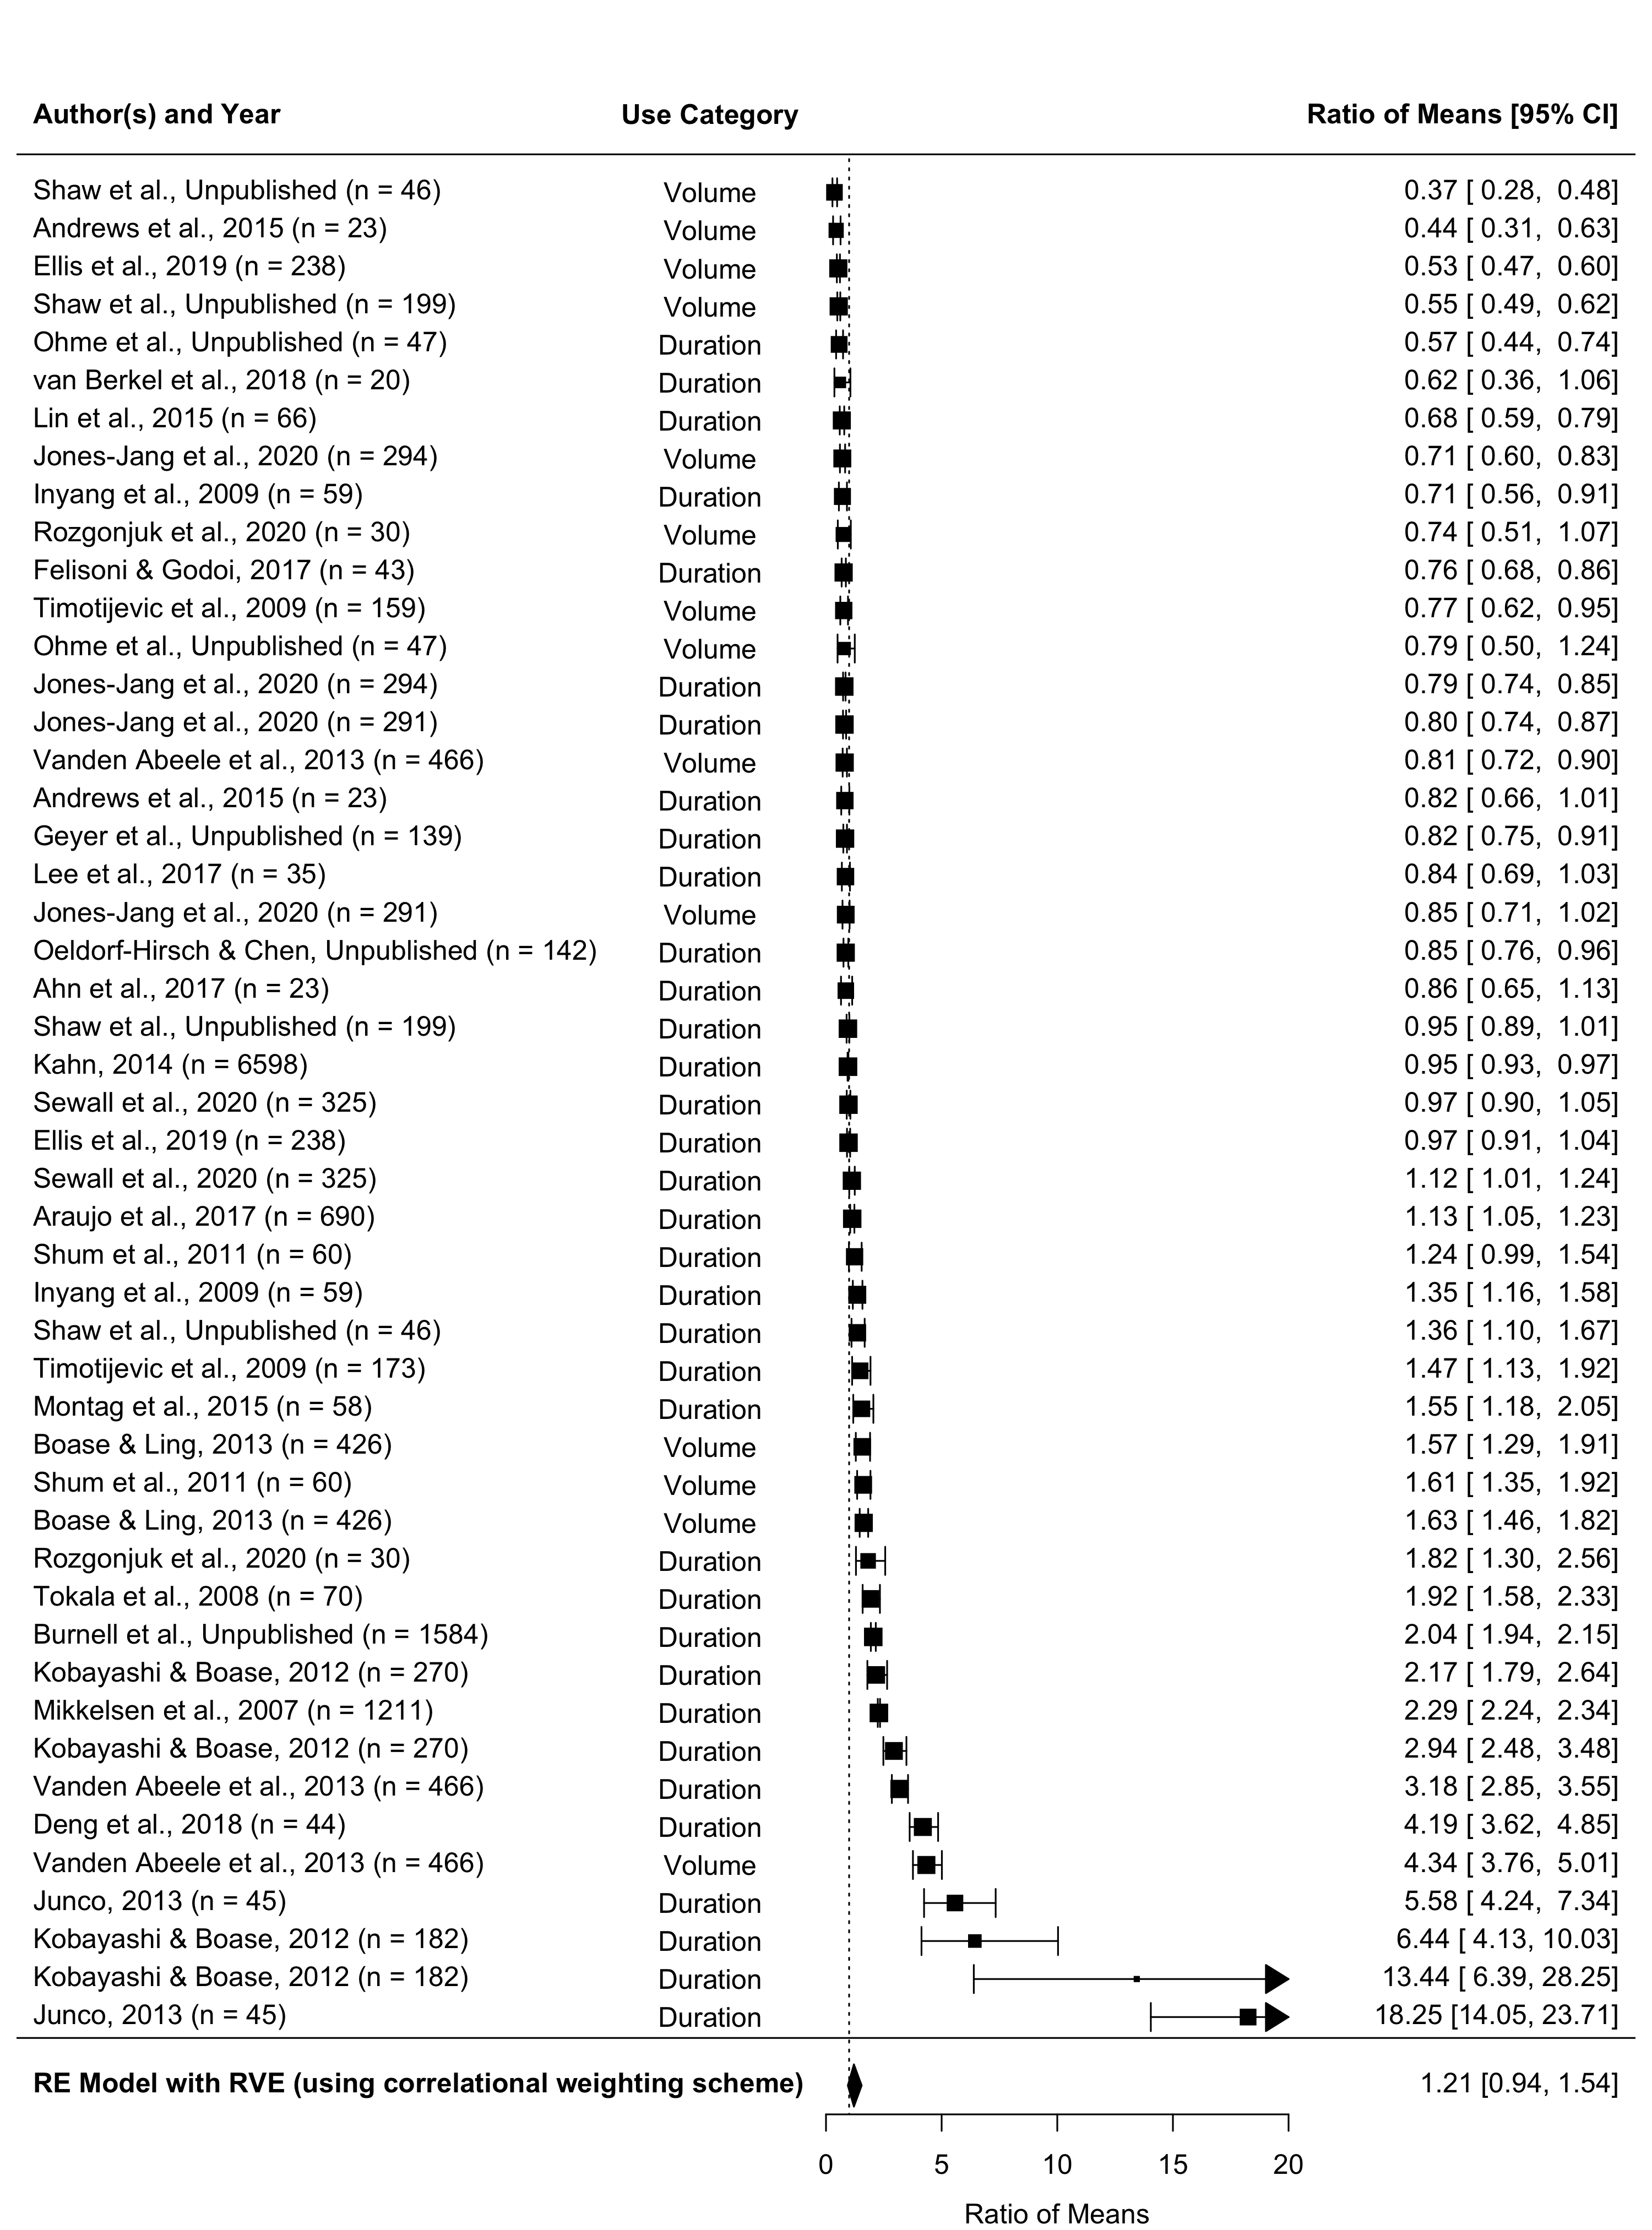 Author(s) and Year Use Category Ratio of Means [95% CI]
Shaw et al., Unpublished (n = 46) Volume 0.37 [ 0.28, 0.48]
Andrews et al., 2015 (n = 23) Volume 0.44 [ 0.31, 0.63]
Ellis et al., 2019 (n = 238) Volume 0.53 [ 0.47, 0.60]
Shaw et al., Unpublished (n = 199) Volume 0.55 [ 0.49, 0.62]
Ohme et al., Unpublished (n = 47) Duration 0.57 [ 0.44, 0.74]
van Berkel et al., 2018 (n = 20) Duration 0.62 [ 0.36, 1.06]
Lin et al., 2015 (n = 66) Duration 0.68 [ 0.59, 0.79]
Jones-Jang et al., 2020 (n = 294) Volume 0.71 [ 0.60, 0.83]
Inyang et al., 2009 (n = 59) Duration 0.71 [ 0.56, 0.91]
Rozgonjuk et al., 2020 (n = 30) Volume 0.74 [ 0.51, 1.07]
Felisoni & Godoi, 2017 (n = 43) Duration 0.76 [ 0.68, 0.86]
Timotijevic et al., 2009 (n = 159) Volume 0.77 [ 0.62, 0.95]
Ohme et al., Unpublished (n = 47) Volume 0.79 [ 0.50, 1.24]
Jones-Jang et al., 2020 (n = 294) Duration 0.79 [ 0.74, 0.85]
Jones-Jang et al., 2020 (n = 291) Duration 0.80 [ 0.74, 0.87]
Vanden Abeele et al., 2013 (n = 466) Volume 0.81 [ 0.72, 0.90]
Andrews et al., 2015 (n = 23) Duration 0.82 [ 0.66, 1.01]
Geyer et al., Unpublished (n = 139) Duration 0.82 [ 0.75, 0.91]
Lee et al., 2017 (n = 35) Duration 0.84 [ 0.69, 1.03]
Jones-Jang et al., 2020 (n = 291) Volume 0.85 [ 0.71, 1.02]
Oeldorf-Hirsch & Chen, Unpublished (n = 142) Duration 0.85 [ 0.76, 0.96]
Ahn et al., 2017 (n = 23) Duration 0.86 [ 0.65, 1.13]
Shaw et al., Unpublished (n = 199) Duration 0.95 [ 0.89, 1.01]
Kahn, 2014 (n = 6598) Duration 0.95 [ 0.93, 0.97]
Sewall et al., 2020 (n = 325) Duration 0.97 [ 0.90, 1.05]
Ellis et al., 2019 (n = 238) Duration 0.97 [ 0.91, 1.04]
Sewall et al., 2020 (n = 325) Duration 1.12 [ 1.01, 1.24]
Araujo et al., 2017 (n = 690) Duration 1.13 [ 1.05, 1.23]
Shum et al., 2011 (n = 60) Duration 1.24 [ 0.99, 1.54]
Inyang et al., 2009 (n = 59) Duration 1.35 [ 1.16, 1.58]
Shaw et al., Unpublished (n = 46) Duration 1.36 [ 1.10, 1.67]
Timotijevic et al., 2009 (n = 173) Duration 1.47 [ 1.13, 1.92]
Montag et al., 2015 (n = 58) Duration 1.55 [ 1.18, 2.05]
Boase & Ling, 2013 (n = 426) Volume 1.57 [ 1.29, 1.91]
Shum et al., 2011 (n = 60) Volume 1.61 [ 1.35, 1.92]
Boase & Ling, 2013 (n = 426) Volume 1.63 [ 1.46, 1.82]
Rozgonjuk et al., 2020 (n = 30) Duration 1.82 [ 1.30, 2.56]
Tokala et al., 2008 (n = 70) Duration 1.92 [ 1.58, 2.33]
Burnell et al., Unpublished (n = 1584) Duration 2.04 [ 1.94, 2.15]
Kobayashi & Boase, 2012 (n = 270) Duration 2.17 [ 1.79, 2.64]
Mikkelsen et al., 2007 (n = 1211) Duration 2.29 [ 2.24, 2.34]
Kobayashi & Boase, 2012 (n = 270) Duration 2.94 [ 2.48, 3.48]
Vanden Abeele et al., 2013 (n = 466) Duration 3.18 [ 2.85, 3.55]
Deng et al., 2018 (n = 44) Duration 4.19 [ 3.62, 4.85]
Vanden Abeele et al., 2013 (n = 466) Volume 4.34 [ 3.76, 5.01]
Junco, 2013 (n = 45) Duration 5.58 [ 4.24, 7.34]
Kobayashi & Boase, 2012 (n = 182) Duration 6.44 [ 4.13, 10.03]
Kobayashi & Boase, 2012 (n = 182) Duration 13.44 [ 6.39, 28.25]
Junco, 2013 (n = 45) Duration 18.25 [14.05, 23.71]
RE Model with RVE (using correlational weighting scheme) 1.21 [0.94, 1.54]
0 5 10 15 20
Ratio of Means